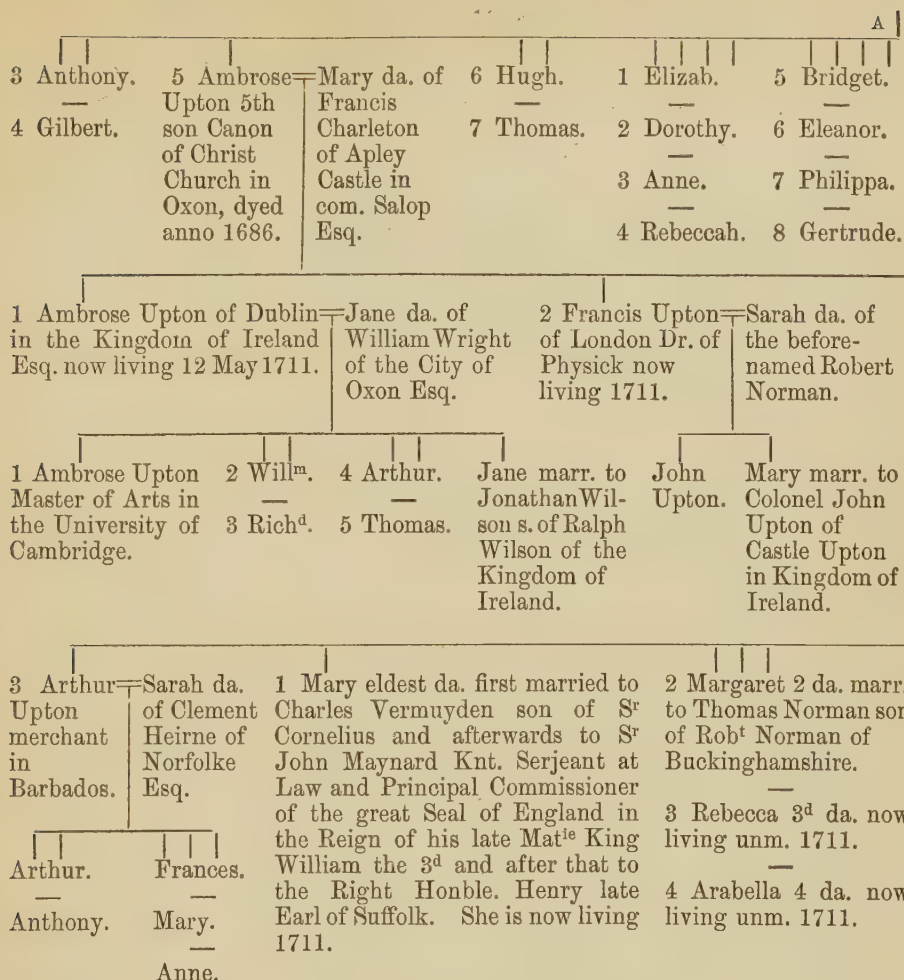 A
3 Anthony.
—
4 Gilbert.
5 Ambrose
Upton 5th
son Canon
of Christ
Church in
Oxon, dyed
anno 1686.
Mary da. of
Francis
Charleton
of Apley
Castle in
com. Salop
Esq.
6 Hugh.
—
7 Thomas.
1 Elizab.
—
2 Dorothy.
—
3 Anne.
—
4 Rebeccah.
5 Bridget.
—
6 Eleanor.
—
7 Philippa.
—
8 Gertrude.
1 Ambrose Upton of Dublin
in the Kingdom of Ireland
Esq. now living 12 May 1711.
Jane da. of
William Wright
of the City of
Oxon Esq.
2 Francis Upton
of London Dr. of
Physick now
living 1711.
Sarah da. of
the before-
named Robert
Norman.
1 Ambrose Upton
Master of Arts in
the University of
Cambridge.
2 Willᵐ.
—
3 Richᵈ.
4 Arthur.
—
5 Thomas.
Jane marr. to
Jonathan Wil-
son s. of Ralph
Wilson of the
Kingdom of
Ireland.
John
Upton.
Mary marr. to
Colonel John
Upton of
Castle Upton
in Kingdom of
Ireland.
3 Arthur
Upton
merchant
in
Barbados.
Sarah da.
of Clement
Heirne of
Norfolke
Esq.
Arthur.
—
Anthony.
Frances.
—
Mary.
—
Anne.
1 Mary eldest da. first married to
Charles Vermuyden son of Sʳ
Cornelius and afterwards to Sʳ
John Maynard Knt. Serjeant at
Law and Principal Commissioner
of the great Seal of England in
the Reign of his late Matⁱᵉ King
William the 3ᵈ and after that to
the Right Honble. Henry late
Earl of Suffolk. She is now living
1711.
2 Margaret 2 da. marr.
to Thomas Norman son
of Robᵗ Norman of
Buckinghamshire.
—
3 Rebecca 3ᵈ da. now
living unm. 1711.
—
4 Arabella 4 da. now
living unm. 1711.